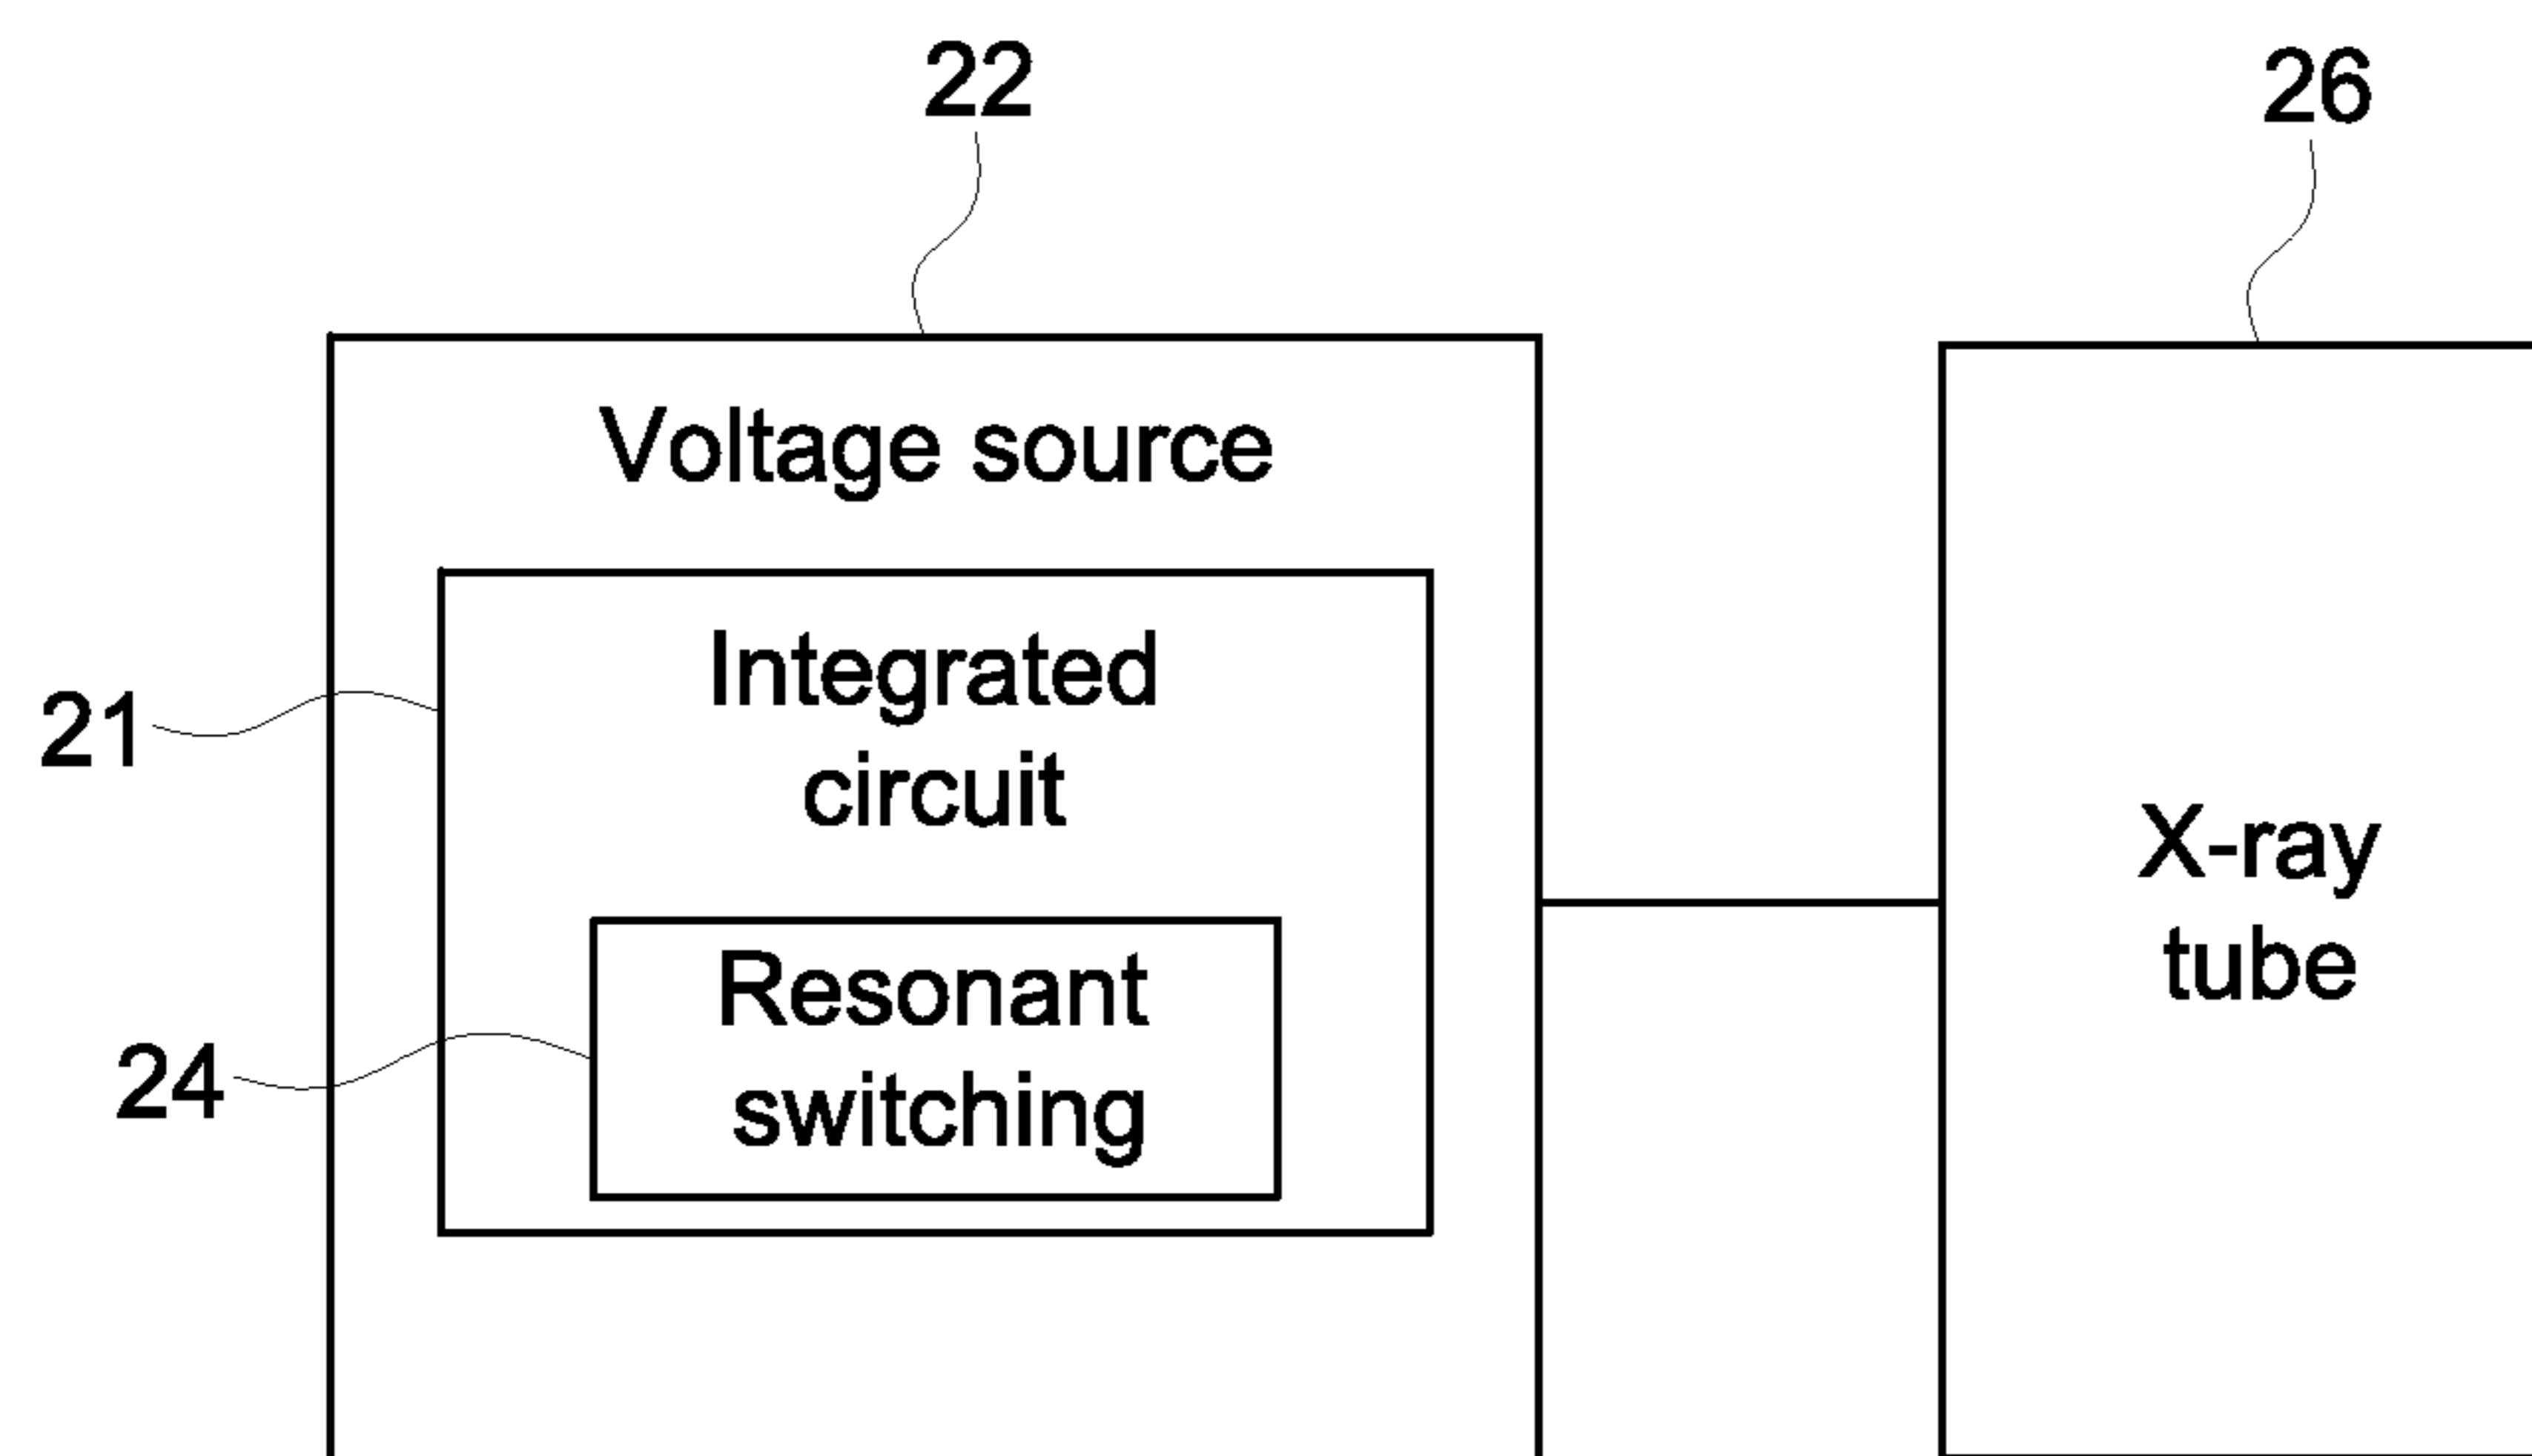 22
26
Voltage source
Integrated
circuit
21
X-ray
tube
Resonant
switching
24